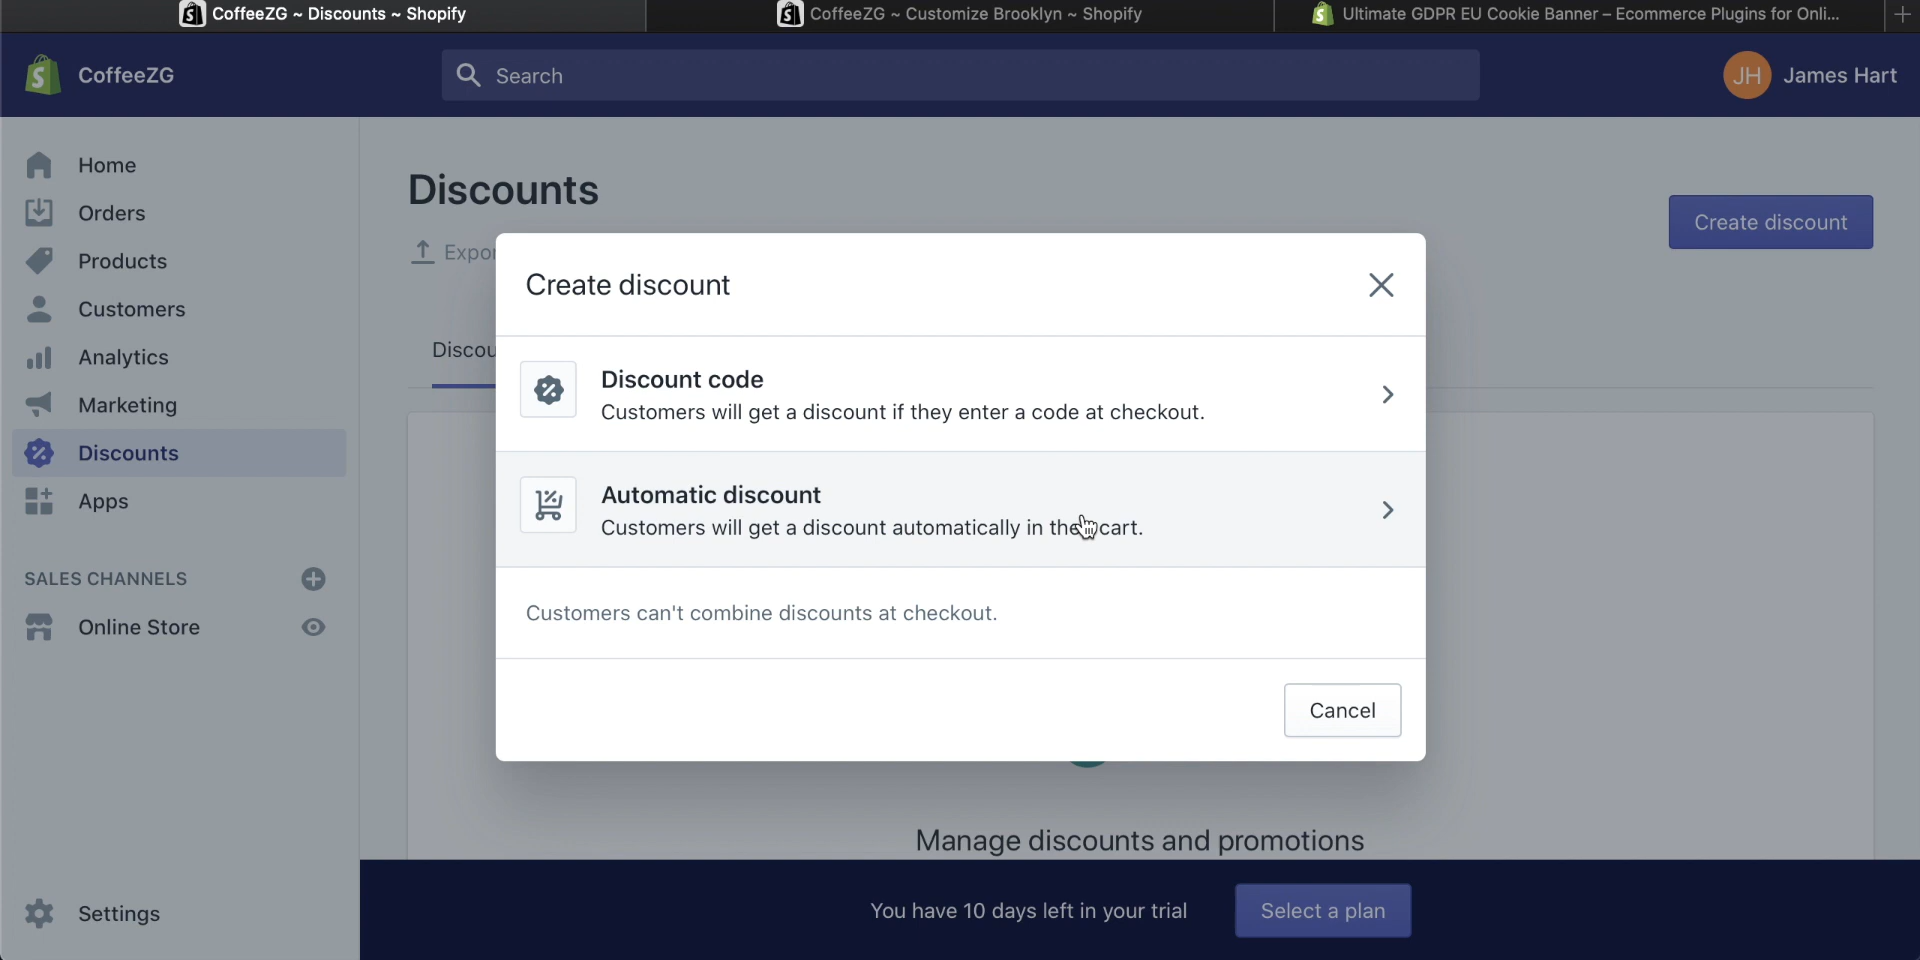 CoffeeZG ~ Discounts ~ Shopify
CoffeeZG ~ Customize Brooklyn ~ Shopify
Ultimate GDPR EU Cookie Banner – Ecommerce Plugins for Onli...
CoffeeZG
Search
JH
James Hart
Home
Orders
Products
Customers
Analytics
Marketing
Discounts
Apps
SALES CHANNELS
Online Store
Settings
Discounts
Expor
Create discount
Discou
Create discount
Discount code
Customers will get a discount if they enter a code at checkout.
Automatic discount
Customers will get a discount automatically in the cart.
Customers can't combine discounts at checkout.
Cancel
Manage discounts and promotions
You have 10 days left in your trial
Select a plan